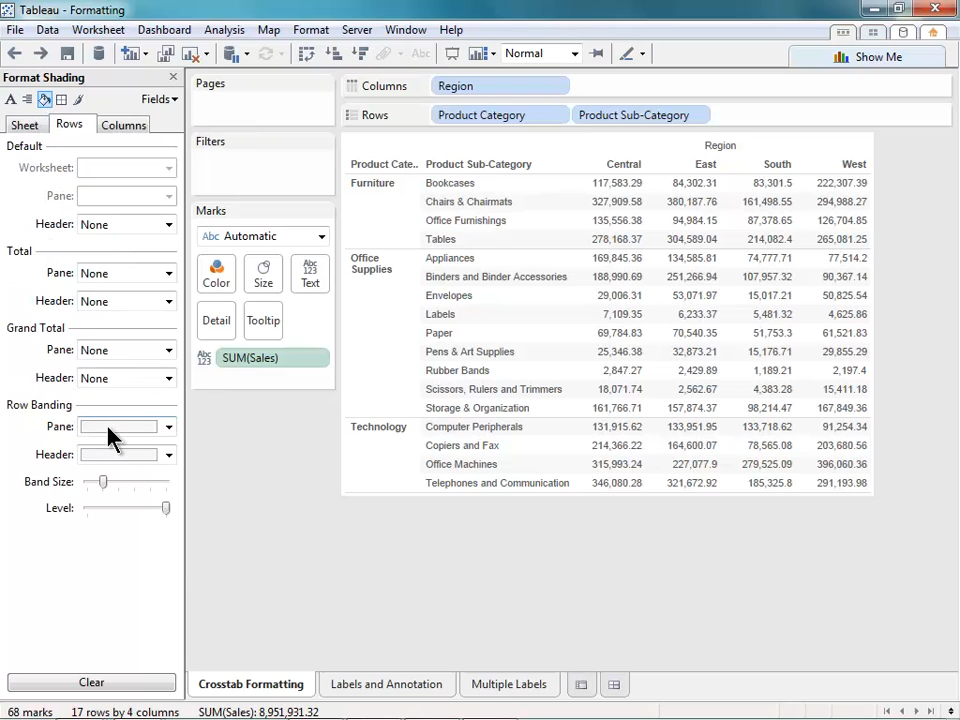 Tableau - Formatting
File Data Worksheet Dashboard Analysis Map Format Server Window Help
Abc Normal
Show Me
Format Shading
A Fields
Sheet Rows Columns
Default
Worksheet:
Pane:
Header: None
Total
Pane: None
Header: None
Grand Total
Pane: None
Header: None
Row Banding
Pane:
Header:
Band Size:
Level:
Clear
Pages
Filters
Marks
Abc Automatic
Color Size Abc 123 Text
Detail Tooltip
Abc 123 SUM(Sales)
Columns Region
Rows Product Category Product Sub-Category
Region
Product Cate.. Product Sub-Category Central East South West
Furniture Bookcases 117,583.29 84,302.31 83,301.5 222,307.39
Chairs & Chairmats 327,909.58 380,187.76 161,498.55 294,988.27
Office Furnishings 135,556.38 94,984.15 87,378.65 126,704.85
Tables 278,168.37 304,589.04 214,082.4 265,081.25
Office Supplies Appliances 169,845.36 134,585.81 74,777.71 77,514.2
Binders and Binder Accessories 188,990.69 251,266.94 107,957.32 90,367.14
Envelopes 29,006.31 53,071.97 15,017.21 50,825.54
Labels 7,109.35 6,233.37 5,481.32 4,625.86
Paper 69,784.83 70,540.35 51,753.3 61,521.83
Pens & Art Supplies 25,346.38 32,873.21 15,176.71 29,855.29
Rubber Bands 2,847.27 2,429.89 1,189.21 2,197.4
Scissors, Rulers and Trimmers 18,071.74 2,562.67 4,383.28 15,411.18
Storage & Organization 161,766.71 157,874.37 98,214.47 167,849.36
Technology Computer Peripherals 131,915.62 133,951.95 133,718.62 91,254.34
Copiers and Fax 214,366.22 164,600.07 78,565.08 203,680.56
Office Machines 315,993.24 227,077.9 279,525.09 396,060.36
Telephones and Communication 346,080.28 321,672.92 185,325.8 291,193.98
Crosstab Formatting Labels and Annotation Multiple Labels
68 marks 17 rows by 4 columns SUM(Sales): 8,951,931.32